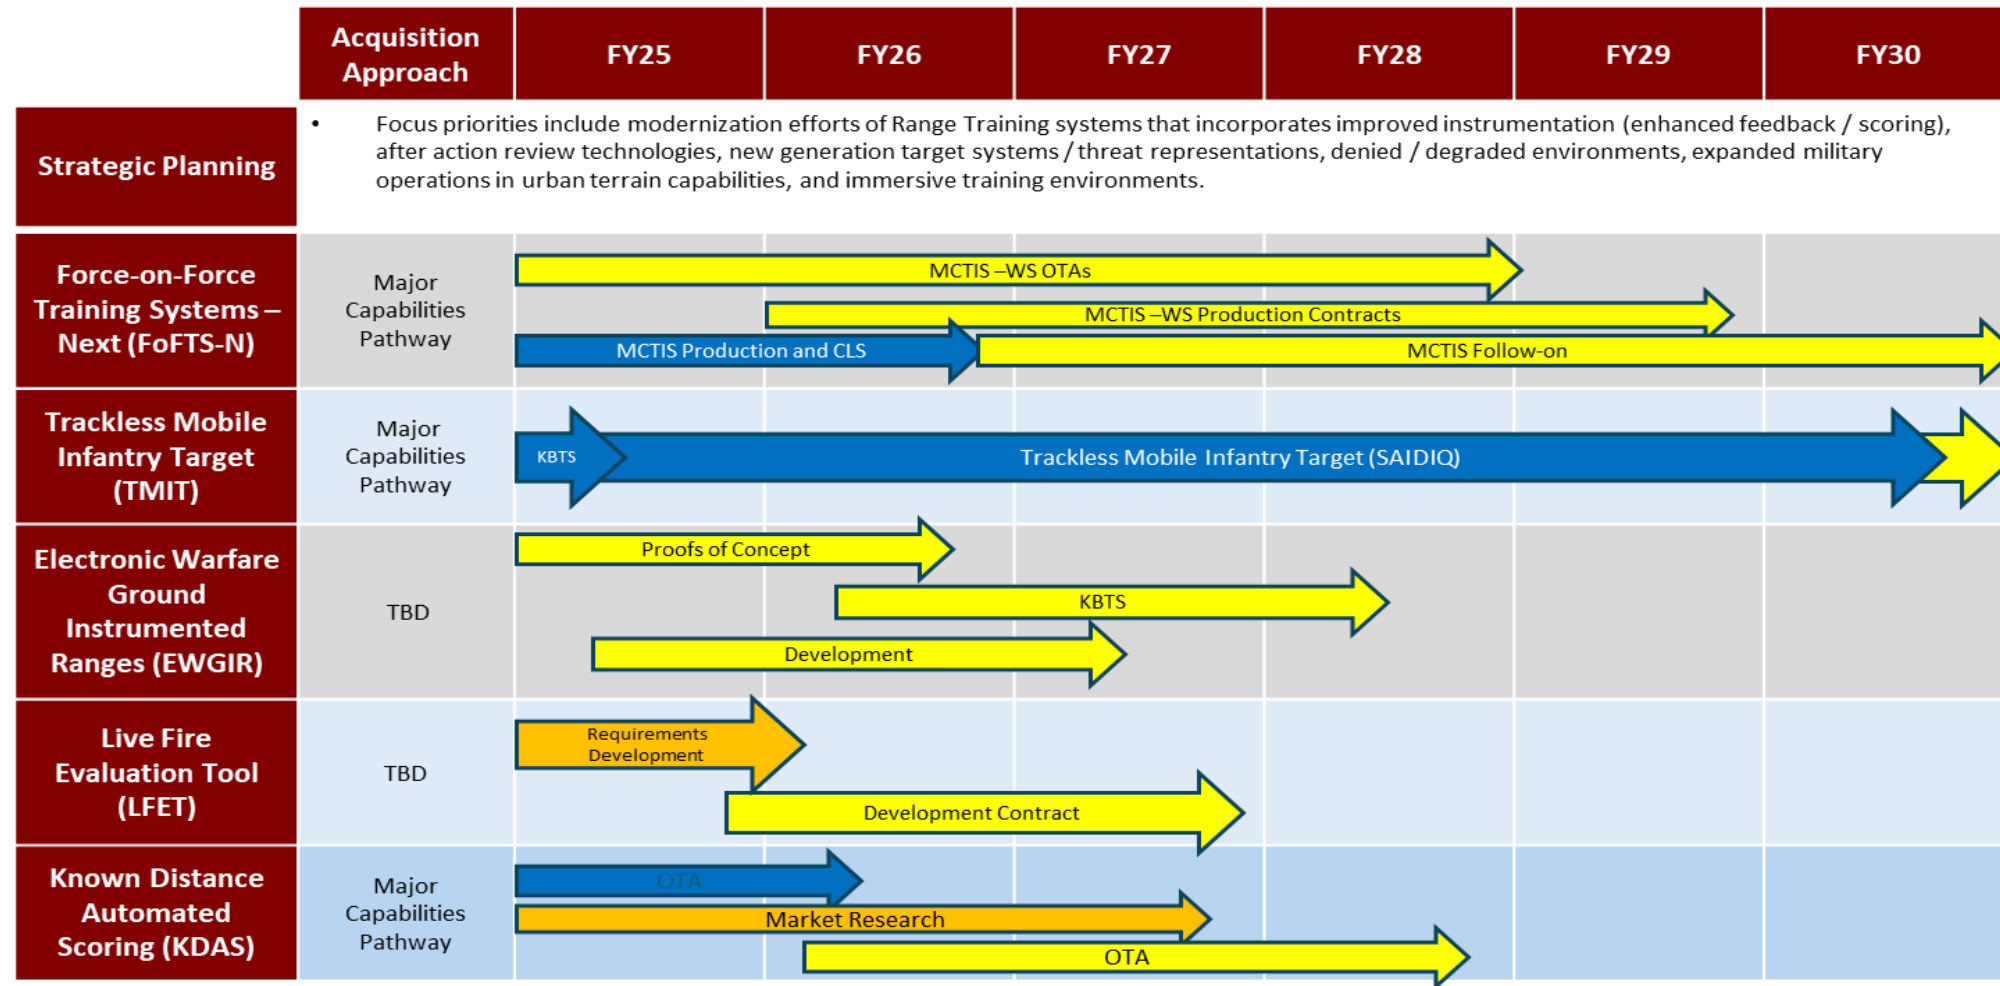 Acquisition
Approach
FY25
FY26
FY27
FY28
FY29
FY30
Strategic Planning
• Focus priorities include modernization efforts of Range Training systems that incorporates improved instrumentation (enhanced feedback / scoring),
after action review technologies, new generation target systems / threat representations, denied / degraded environments, expanded military
operations in urban terrain capabilities, and immersive training environments.
Force-on-Force
Training Systems –
Next (FoFTS-N)
Major
Capabilities
Pathway
MCTIS –WS OTAs
MCTIS –WS Production Contracts
MCTIS Production and CLS
MCTIS Follow-on
Trackless Mobile
Infantry Target
(TMIT)
Major
Capabilities
Pathway
KBTS
Trackless Mobile Infantry Target (SAIDIQ)
Electronic Warfare
Ground
Instrumented
Ranges (EWGIR)
TBD
Proofs of Concept
KBTS
Development
Live Fire
Evaluation Tool
(LFET)
TBD
Requirements
Development
Development Contract
Known Distance
Automated
Scoring (KDAS)
Major
Capabilities
Pathway
OTA
Market Research
OTA